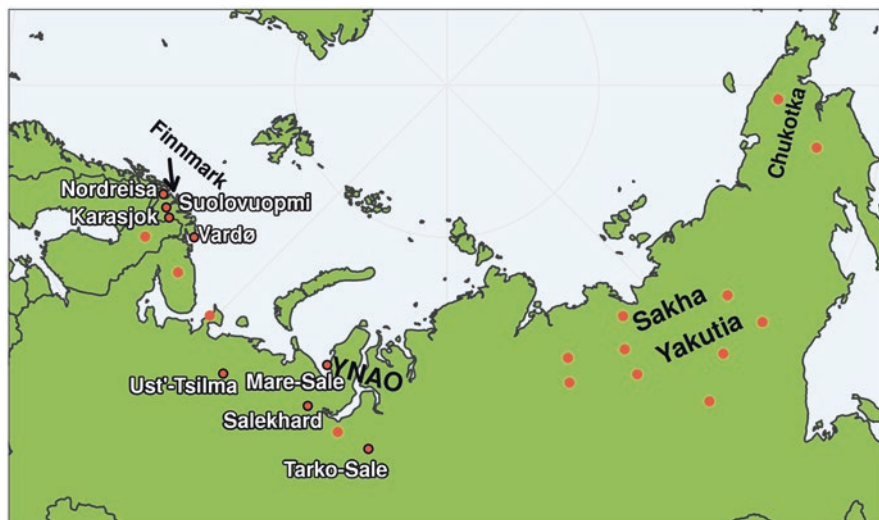 Chukotka
Finnmark
Nordreisa
Suolovuopmi
Karasjok
Vardø
Sakha
Yakutia
YNAO
Ust'-Tsilma
Mare-Sale
Salekhard
Tarko-Sale